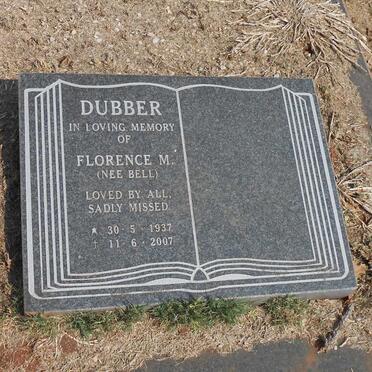 DUBBER
IN LOVING MEMORY
OF
FLORENCE M.
(NEE BELL)
LOVED BY ALL.
SADLY MISSED.
* 30 - 5 - 1937
† 11 - 6 - 2007